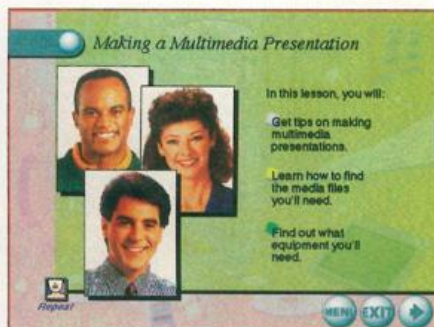 Making a Multimedia Presentation
In this lesson, you will:
Get tips on making
multimedia
presentations.
Learn how to find
the media files
you'll need.
Find out what
equipment you'll
need.
Repeat
MENU EXIT